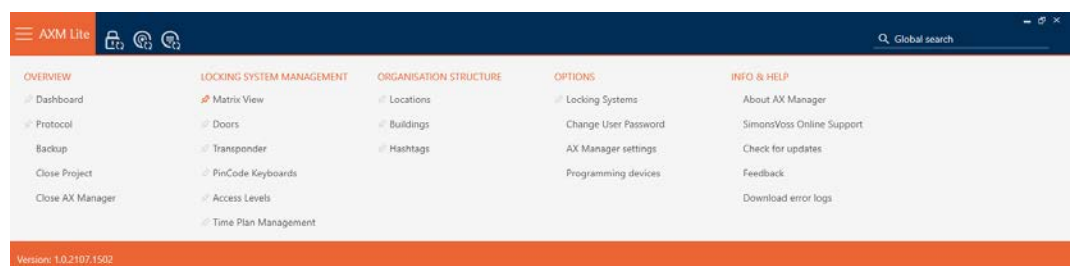 AXM Lite
Global search
OVERVIEW
Dashboard
Protocol
Backup
Close Project
Close AX Manager
LOCKING SYSTEM MANAGEMENT
Matrix View
Doors
Transponder
PinCode Keyboards
Access Levels
Time Plan Management
ORGANISATION STRUCTURE
Locations
Buildings
Hashtags
OPTIONS
Locking Systems
Change User Password
AX Manager settings
Programming devices
INFO & HELP
About AX Manager
SimonsVoss Online Support
Check for updates
Feedback
Download error logs
Version: 1.0.2107.1502